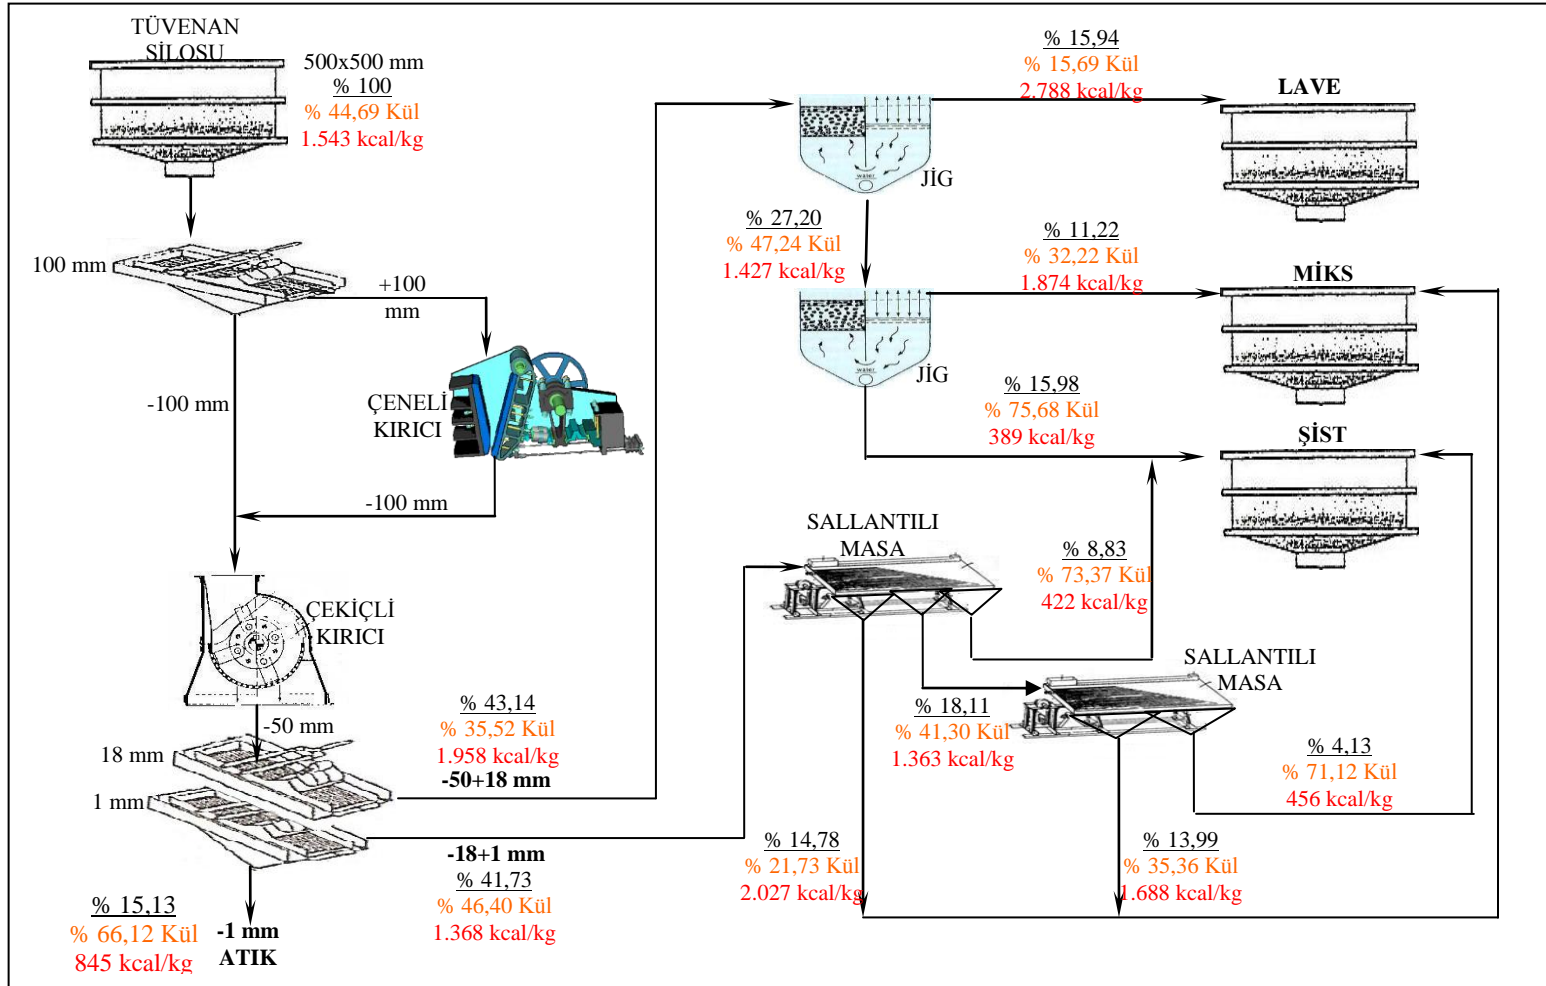 TÜVENAN
SİLOSU
500x500 mm
% 100
% 44,69 Kül
1.543 kcal/kg
100 mm
+100
mm
-100 mm
ÇENELİ
KIRICI
-100 mm
ÇEKİÇLİ
KIRICI
-50 mm
18 mm
1 mm
% 43,14
% 35,52 Kül
1.958 kcal/kg
-50+18 mm
-18+1 mm
% 41,73
% 46,40 Kül
1.368 kcal/kg
% 15,13
% 66,12 Kül
845 kcal/kg
-1 mm
ATIK
% 15,94
% 15,69 Kül
2.788 kcal/kg
LAVE
water
JİG
% 27,20
% 47,24 Kül
1.427 kcal/kg
% 11,22
% 32,22 Kül
1.874 kcal/kg
MİKS
water
JİG
% 15,98
% 75,68 Kül
389 kcal/kg
ŞİST
SALLANTILI
MASA
% 8,83
% 73,37 Kül
422 kcal/kg
SALLANTILI
MASA
% 18,11
% 41,30 Kül
1.363 kcal/kg
% 4,13
% 71,12 Kül
456 kcal/kg
% 14,78
% 21,73 Kül
2.027 kcal/kg
% 13,99
% 35,36 Kül
1.688 kcal/kg